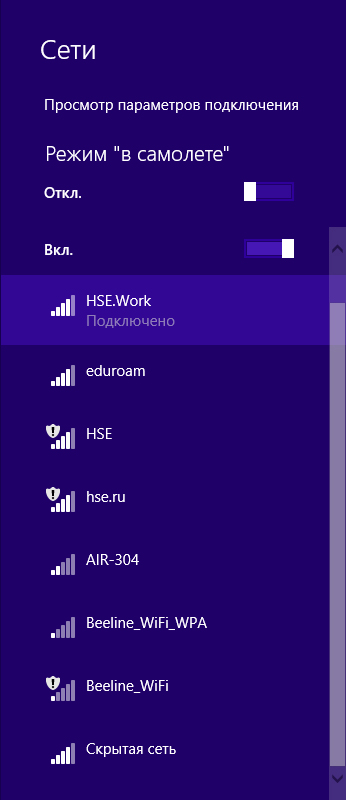 Сети
Просмотр параметров подключения
Режим "в самолете"
Откл.
Вкл.
HSE.Work
Подключено
eduroam
HSE
hse.ru
AIR-304
Beeline_WiFi_WPA
Beeline_WiFi
Скрытая сеть